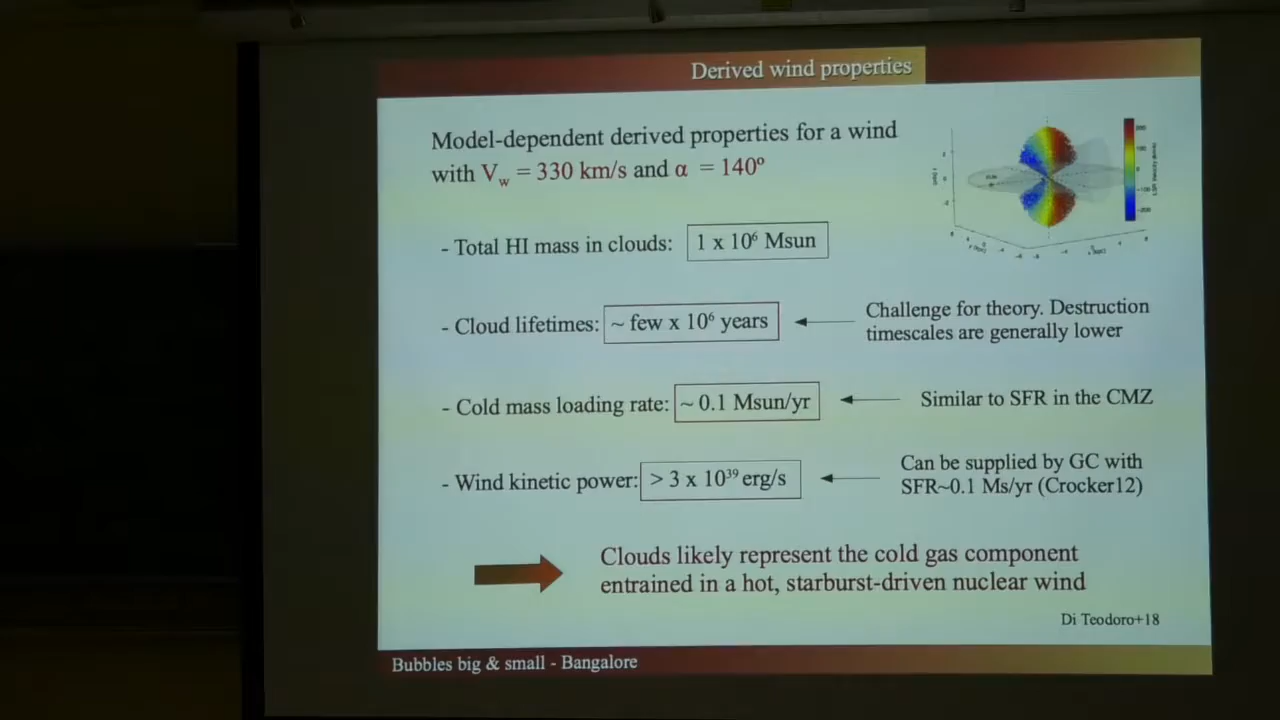 Derived wind properties
Model-dependent derived properties for a wind
with Vw = 330 km/s and α = 140º
- Total HI mass in clouds: 1 x 10⁶ Msun
- Cloud lifetimes: ~ few x 10⁶ years
Challenge for theory. Destruction
timescales are generally lower
- Cold mass loading rate: ~ 0.1 Msun/yr
Similar to SFR in the CMZ
- Wind kinetic power: > 3 x 10³⁹ erg/s
Can be supplied by GC with
SFR~0.1 Ms/yr (Crocker12)
Clouds likely represent the cold gas component
entrained in a hot, starburst-driven nuclear wind
Di Teodoro+18
Bubbles big & small - Bangalore